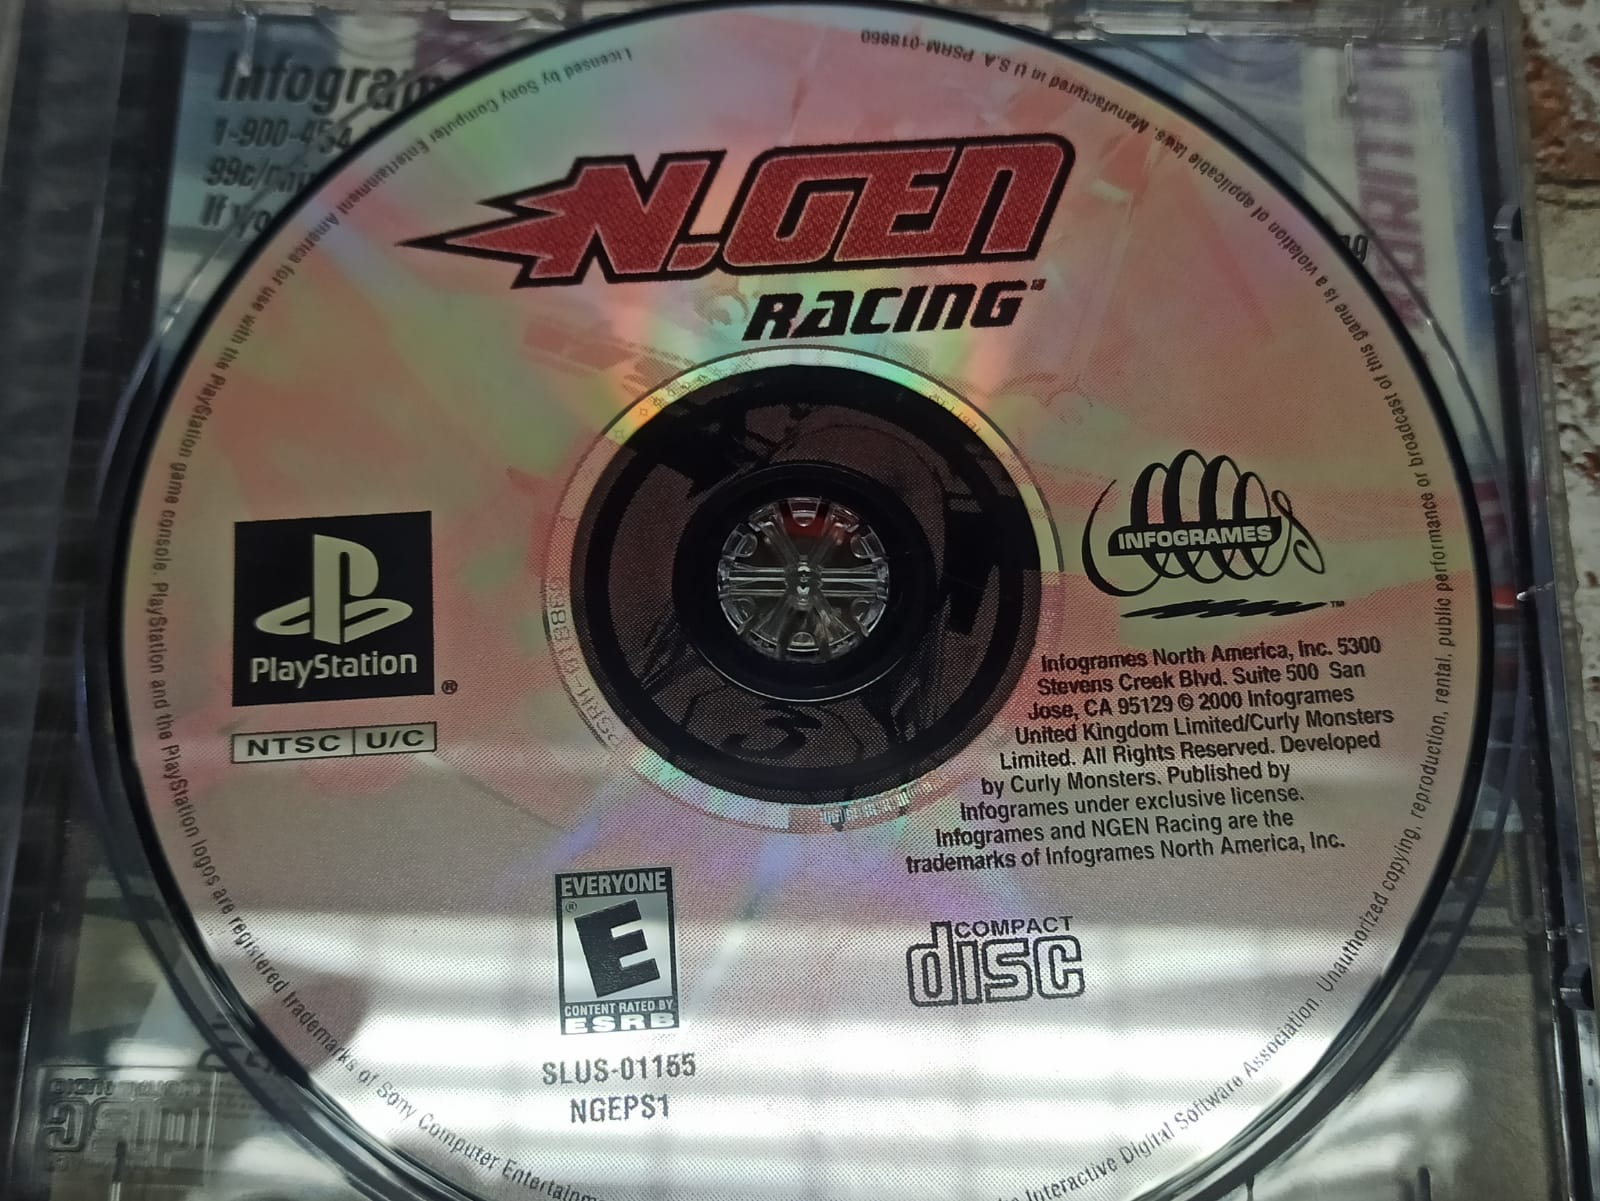 Infogram
1-900-454
99c/min
If yo
N.GEN
RACING™
PlayStation
®
NTSC U/C
INFOGRAMES
™
Infogrames North America, Inc. 5300
Stevens Creek Blvd. Suite 500 San
Jose, CA 95129 © 2000 Infogrames
United Kingdom Limited/Curly Monsters
Limited. All Rights Reserved. Developed
by Curly Monsters. Published by
Infogrames under exclusive license.
Infogrames and NGEN Racing are the
trademarks of Infogrames North America, Inc.
EVERYONE
®
E
CONTENT RATED BY
ESRB
COMPACT
disc
SLUS-01155
NGEPS1
Licensed by Sony Computer Entertainment America for use with the PlayStation game console. PlayStation and the PlayStation logos are registered trademarks of Sony Computer Entertainm
Interactive Digital Software Association. Unauthorized copying, reproduction, rental, public performance or broadcast of this game is a violation of applicable laws. Manufactured in U.S.A. PSRM-018860